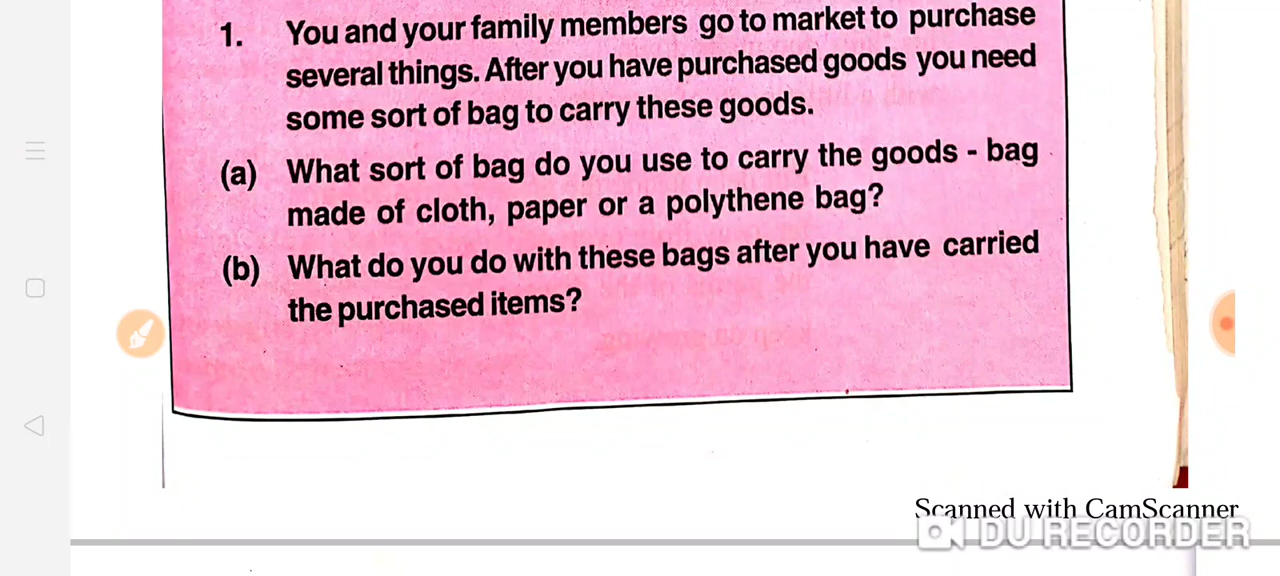 1. You and your family members go to market to purchase
several things. After you have purchased goods you need
some sort of bag to carry these goods.
(a) What sort of bag do you use to carry the goods - bag
made of cloth, paper or a polythene bag?
(b) What do you do with these bags after you have carried
the purchased items?
Scanned with CamScanner
DU RECORDER